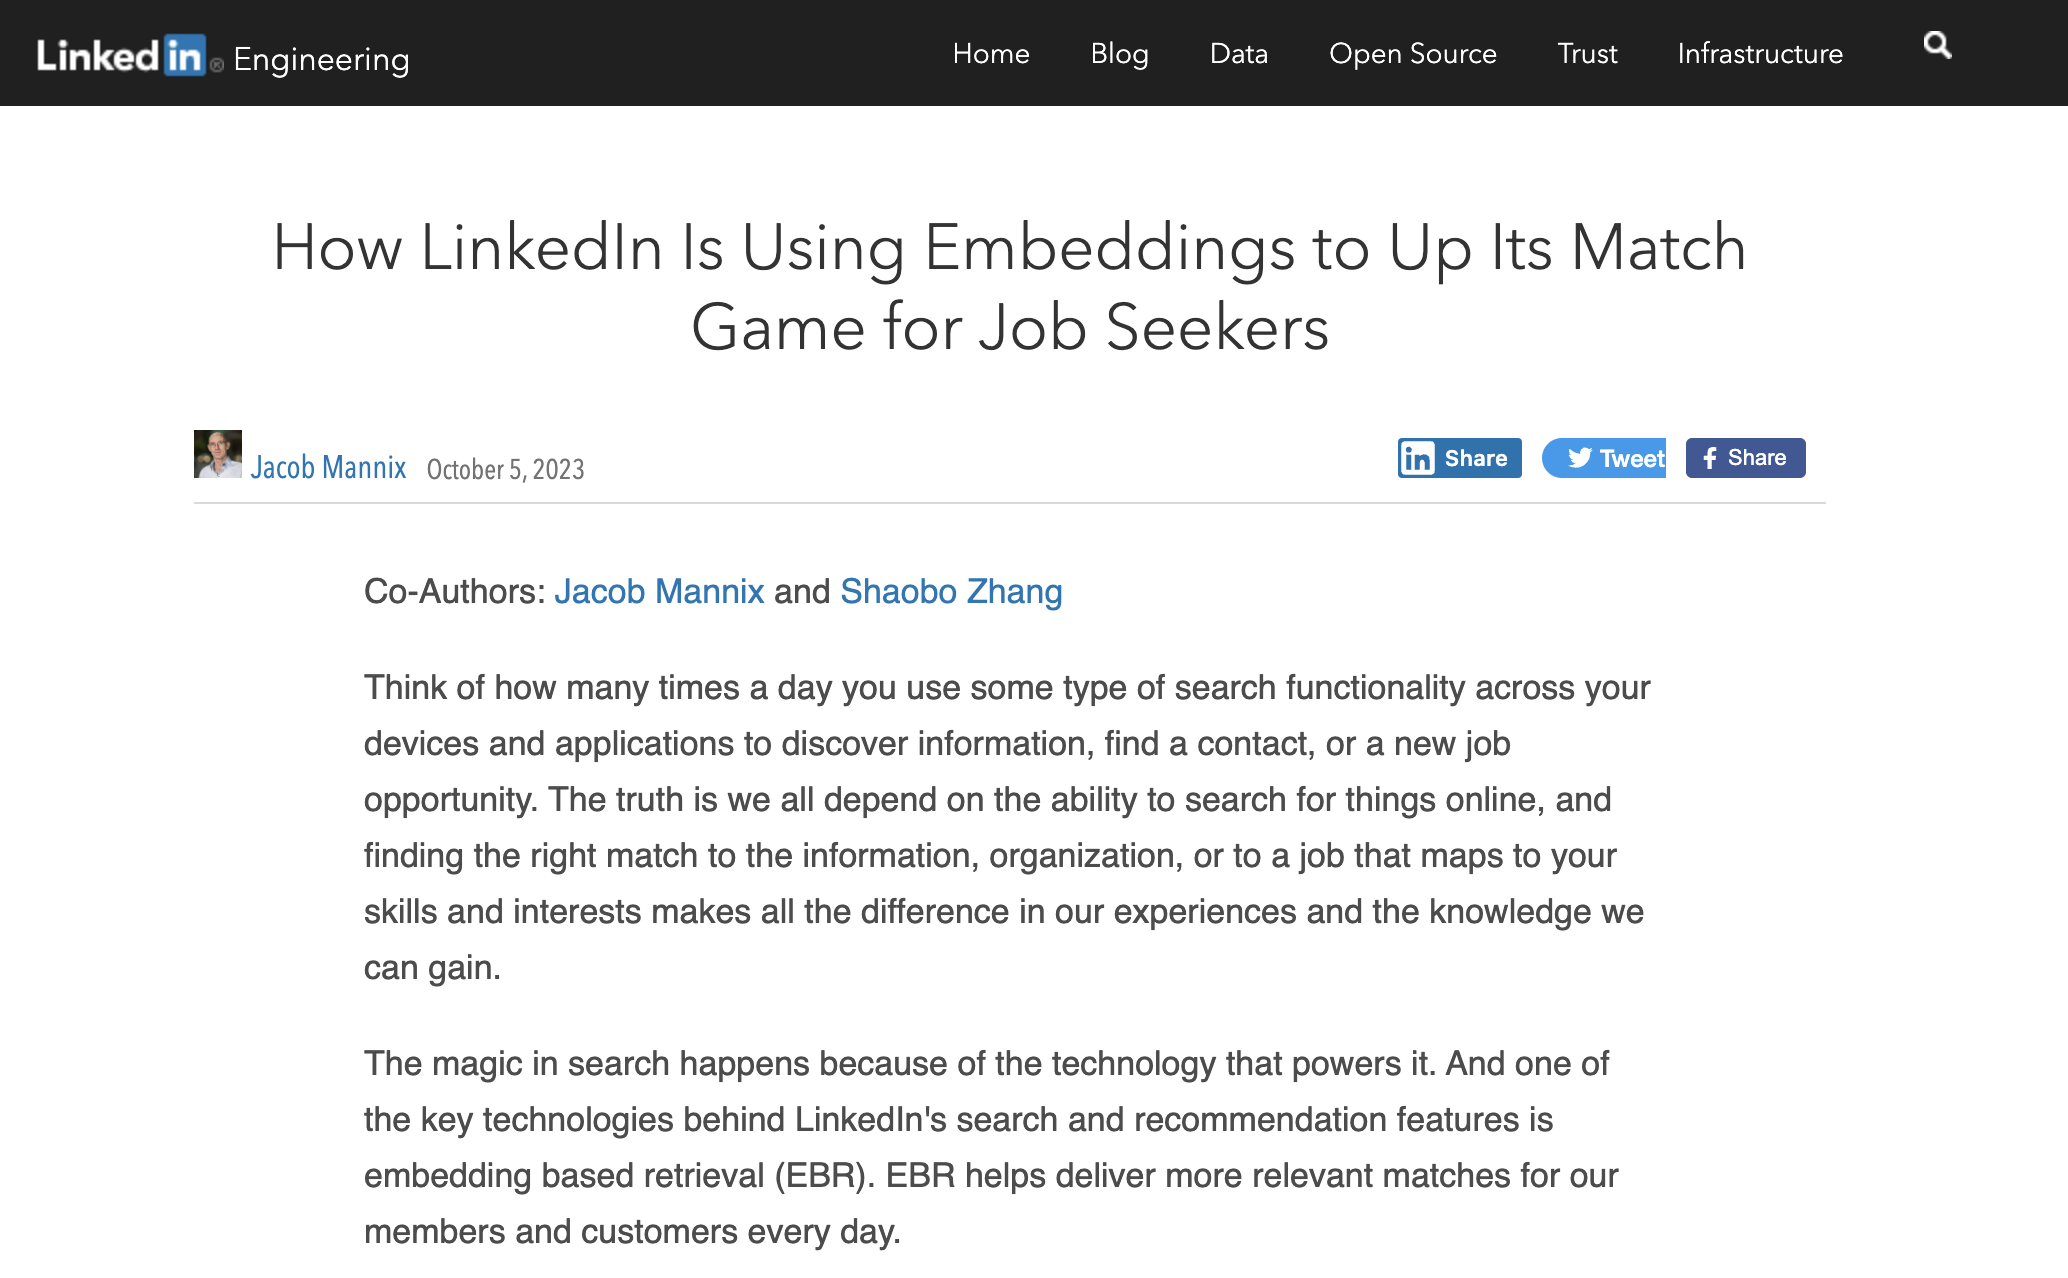 Linked in ® Engineering
Home Blog Data Open Source Trust Infrastructure
How LinkedIn Is Using Embeddings to Up Its Match
Game for Job Seekers
Jacob Mannix October 5, 2023
in Share Tweet f Share
Co-Authors: Jacob Mannix and Shaobo Zhang
Think of how many times a day you use some type of search functionality across your
devices and applications to discover information, find a contact, or a new job
opportunity. The truth is we all depend on the ability to search for things online, and
finding the right match to the information, organization, or to a job that maps to your
skills and interests makes all the difference in our experiences and the knowledge we
can gain.
The magic in search happens because of the technology that powers it. And one of
the key technologies behind LinkedIn's search and recommendation features is
embedding based retrieval (EBR). EBR helps deliver more relevant matches for our
members and customers every day.